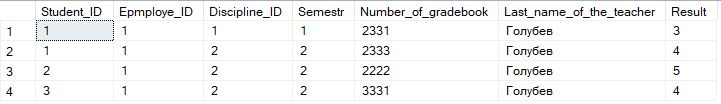 Student_ID Epmploye_ID Discipline_ID Semestr Number_of_gradebook Last_name_of_the_teacher Result
1 1 1 1 1 2331 Голубев 3
2 1 1 2 2 2333 Голубев 4
3 2 1 2 2 2222 Голубев 5
4 3 1 2 2 3331 Голубев 4